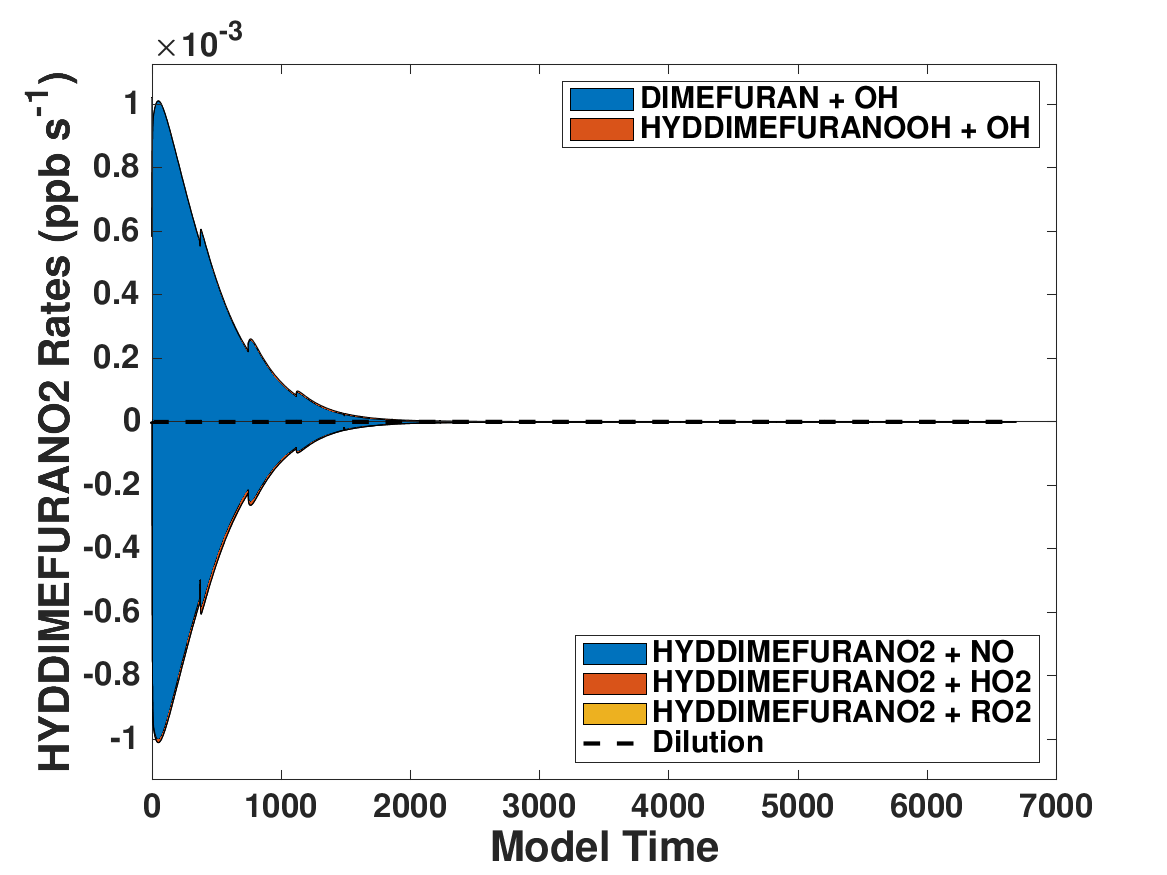 ×10-3
HYDDIMEFURANO2 Rates (ppb s-1)
1
0.8
0.6
0.4
0.2
0
-0.2
-0.4
-0.6
-0.8
-1
DIMEFURAN + OH
HYDDIMEFURANOOH + OH
HYDDIMEFURANO2 + NO
HYDDIMEFURANO2 + HO2
HYDDIMEFURANO2 + RO2
Dilution
0 1000 2000 3000 4000 5000 6000 7000
Model Time